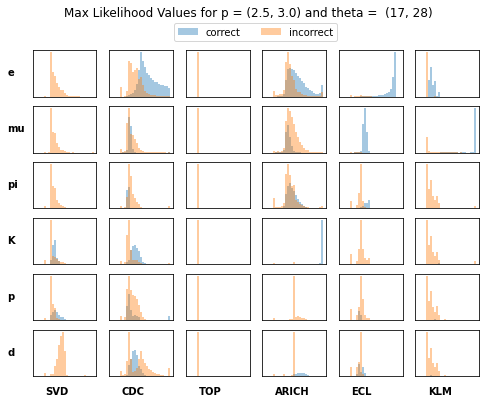 Max Likelihood Values for p = (2.5, 3.0) and theta =  (17, 28)
correct incorrect
e
mu
pi
K
p
d
SVD CDC TOP ARICH ECL KLM